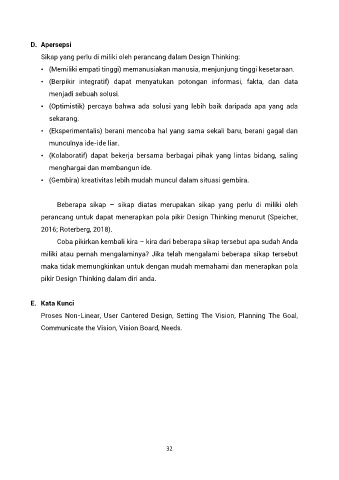 D. Apersepsi
Sikap yang perlu di miliki oleh perancang dalam Design Thinking:
• (Memiliki empati tinggi) memanusiakan manusia, menjunjung tinggi kesetaraan.
• (Berpikir integratif) dapat menyatukan potongan informasi, fakta, dan data
menjadi sebuah solusi.
• (Optimistik) percaya bahwa ada solusi yang lebih baik daripada apa yang ada
sekarang.
• (Eksperimentalis) berani mencoba hal yang sama sekali baru, berani gagal dan
munculnya ide-ide liar.
• (Kolaboratif) dapat bekerja bersama berbagai pihak yang lintas bidang, saling
menghargai dan membangun ide.
• (Gembira) kreativitas lebih mudah muncul dalam situasi gembira.
Beberapa sikap – sikap diatas merupakan sikap yang perlu di miliki oleh
perancang untuk dapat menerapkan pola pikir Design Thinking menurut (Speicher,
2016; Roterberg, 2018).
Coba pikirkan kembali kira – kira dari beberapa sikap tersebut apa sudah Anda
miliki atau pernah mengalaminya? Jika telah mengalami beberapa sikap tersebut
maka tidak memungkinkan untuk dengan mudah memahami dan menerapkan pola
pikir Design Thinking dalam diri anda.
E. Kata Kunci
Proses Non-Linear, User Cantered Design, Setting The Vision, Planning The Goal,
Communicate the Vision, Vision Board, Needs.
32